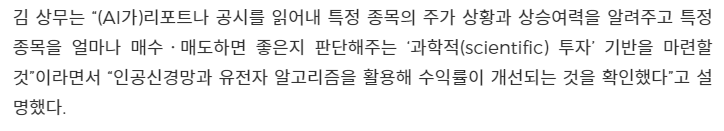 김 상무는 “(AI가)리포트나 공시를 읽어내 특정 종목의 주가 상황과 상승여력을 알려주고 특정
종목을 얼마나 매수ㆍ매도하면 좋은지 판단해주는 ‘과학적(scientific) 투자’ 기반을 마련할
것”이라면서 “인공신경망과 유전자 알고리즘을 활용해 수익률이 개선되는 것을 확인했다”고 설
명했다.